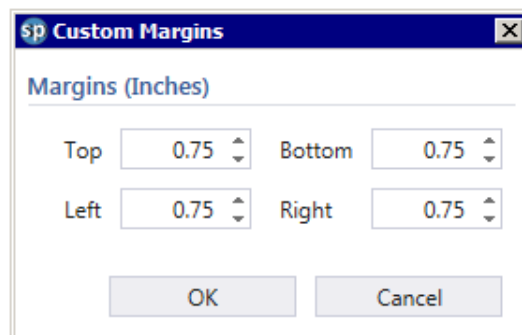 sp Custom Margins
Margins (Inches)
Top 0.75 Bottom 0.75
Left 0.75 Right 0.75
OK Cancel